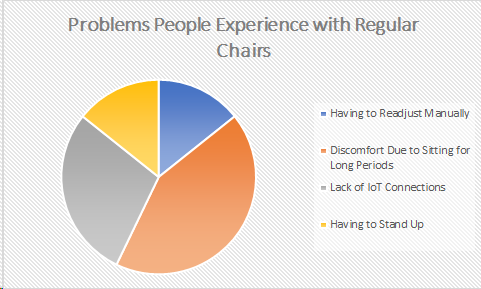 Problems People Experience with Regular
Chairs
Having to Readjust Manually
Discomfort Due to Sitting for
Long Periods
Lack of IoT Connections
Having to Stand Up